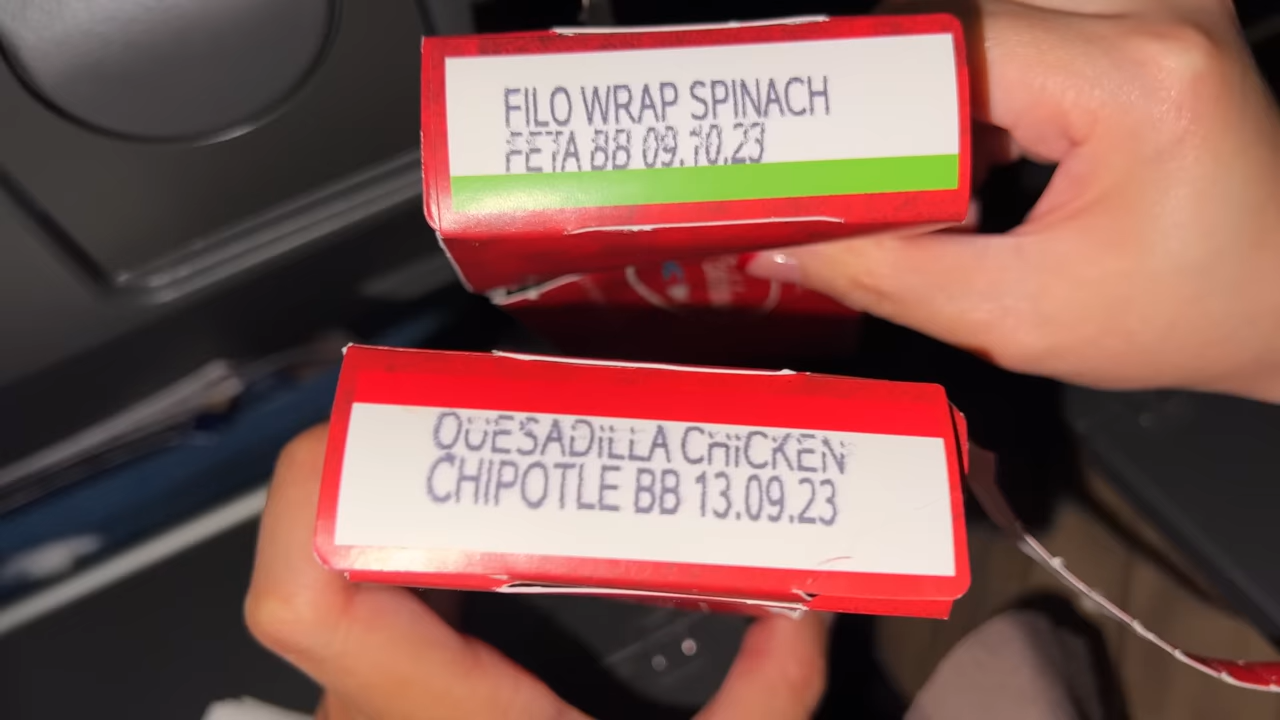 FILO WRAP SPINACH
FETA BB 09.10.23
QUESADILLA CHICKEN
CHIPOTLE BB 13.09.23